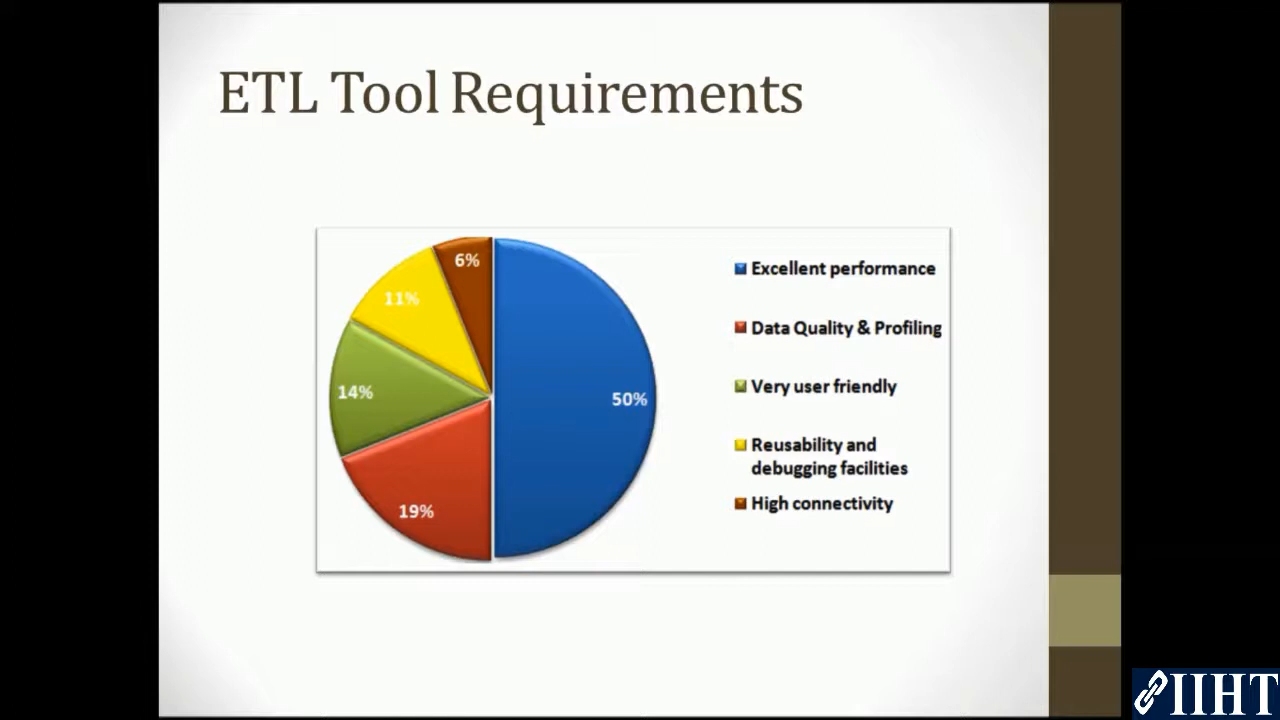 ETL Tool Requirements
6%
11%
14%
19%
50%
Excellent performance
Data Quality & Profiling
Very user friendly
Reusability and
debugging facilities
High connectivity
IIHT